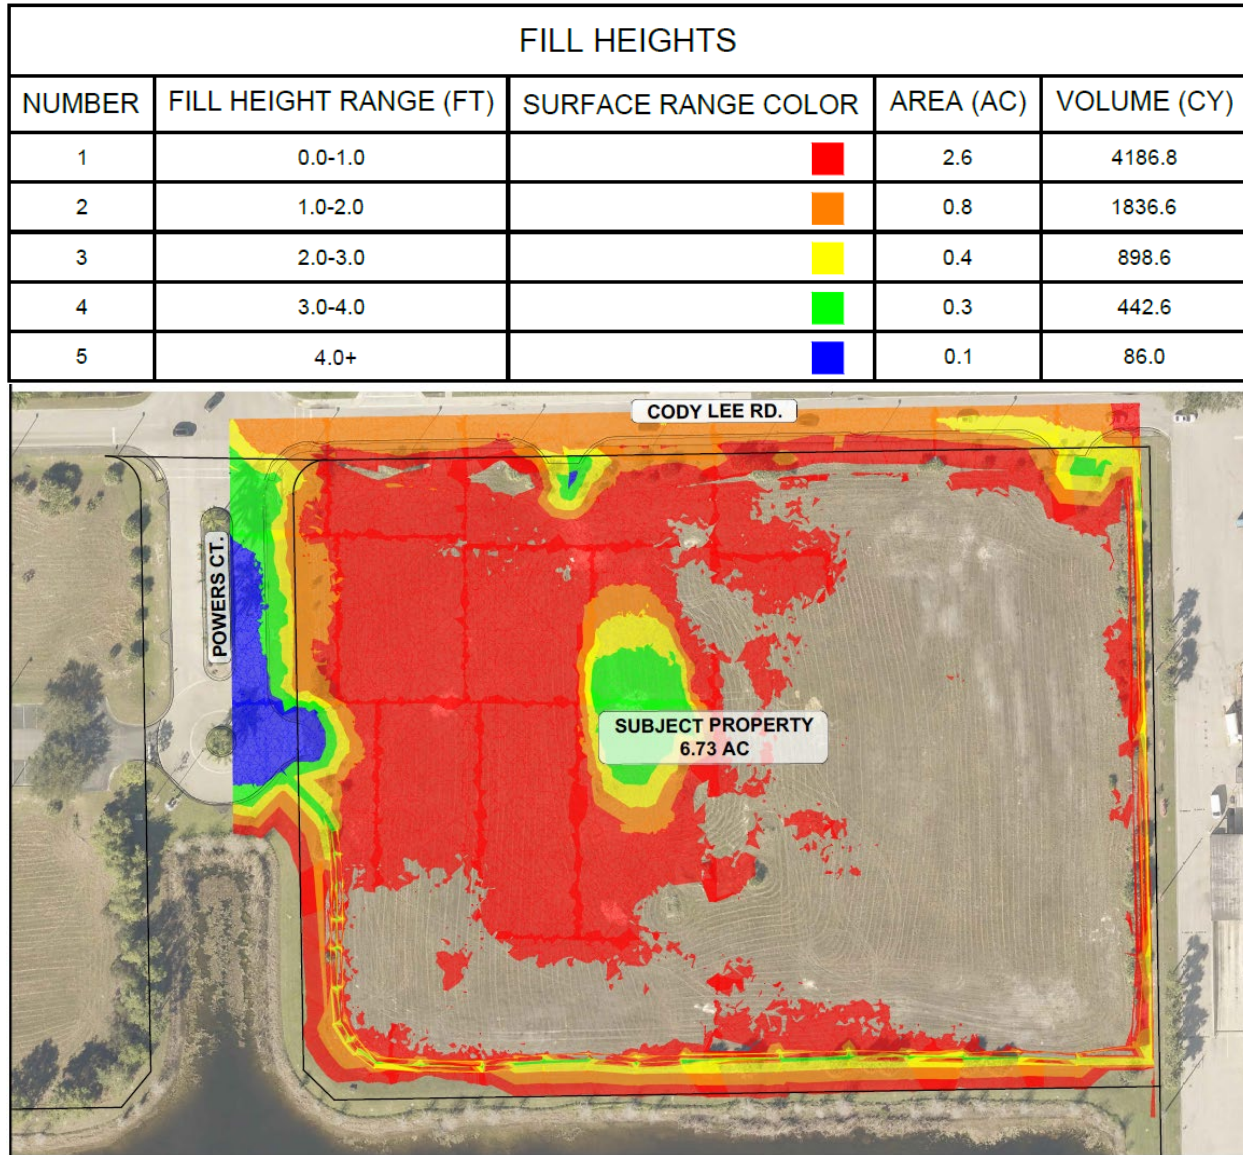 FILL HEIGHTS
NUMBER FILL HEIGHT RANGE (FT) SURFACE RANGE COLOR AREA (AC) VOLUME (CY)
1 0.0-1.0 2.6 4186.8
2 1.0-2.0 0.8 1836.6
3 2.0-3.0 0.4 898.6
4 3.0-4.0 0.3 442.6
5 4.0+ 0.1 86.0
CODY LEE RD.
POWERS CT.
SUBJECT PROPERTY
6.73 AC